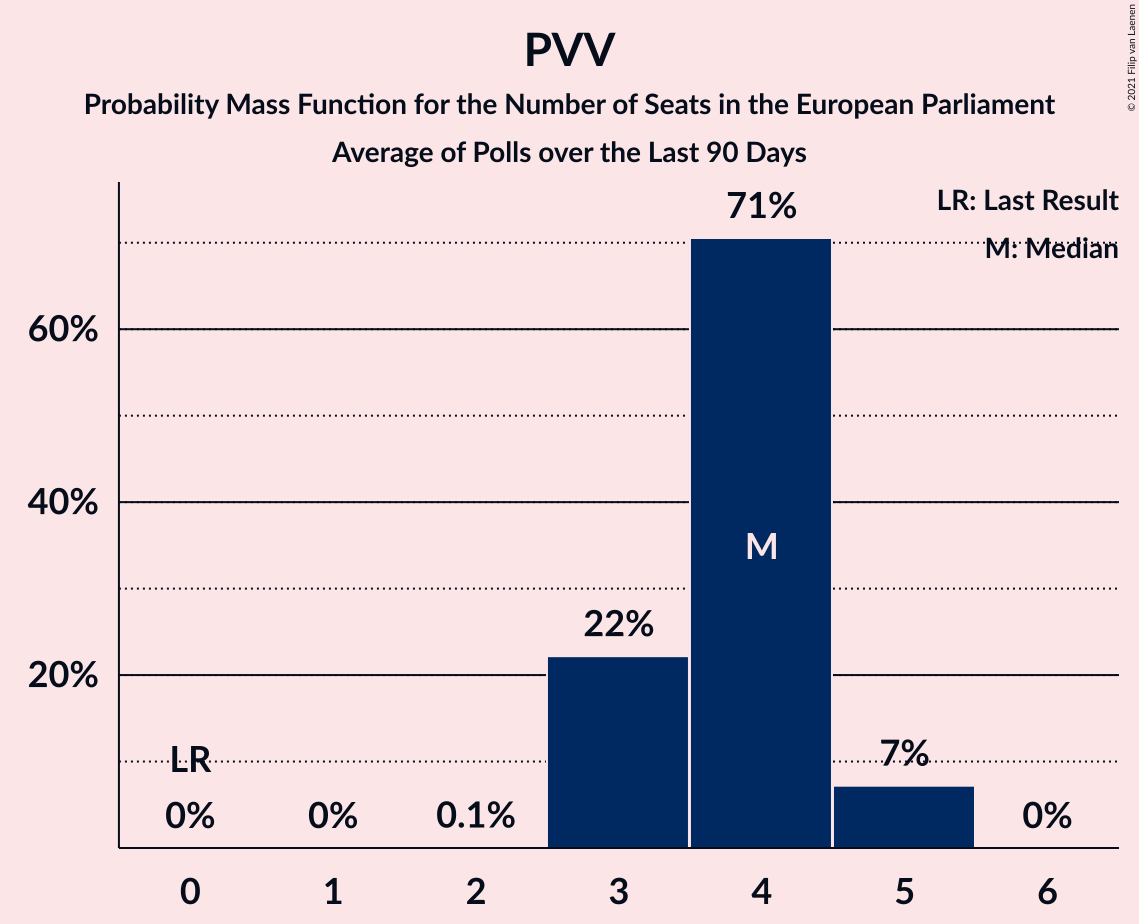 PVV
Probability Mass Function for the Number of Seats in the European Parliament
Average of Polls over the Last 90 Days
© 2021 Filip van Laenen
LR: Last Result
M: Median
71%
60%
40%
M
22%
20%
LR
7%
0%
0%
0.1%
0%
0
1
2
3
4
5
6